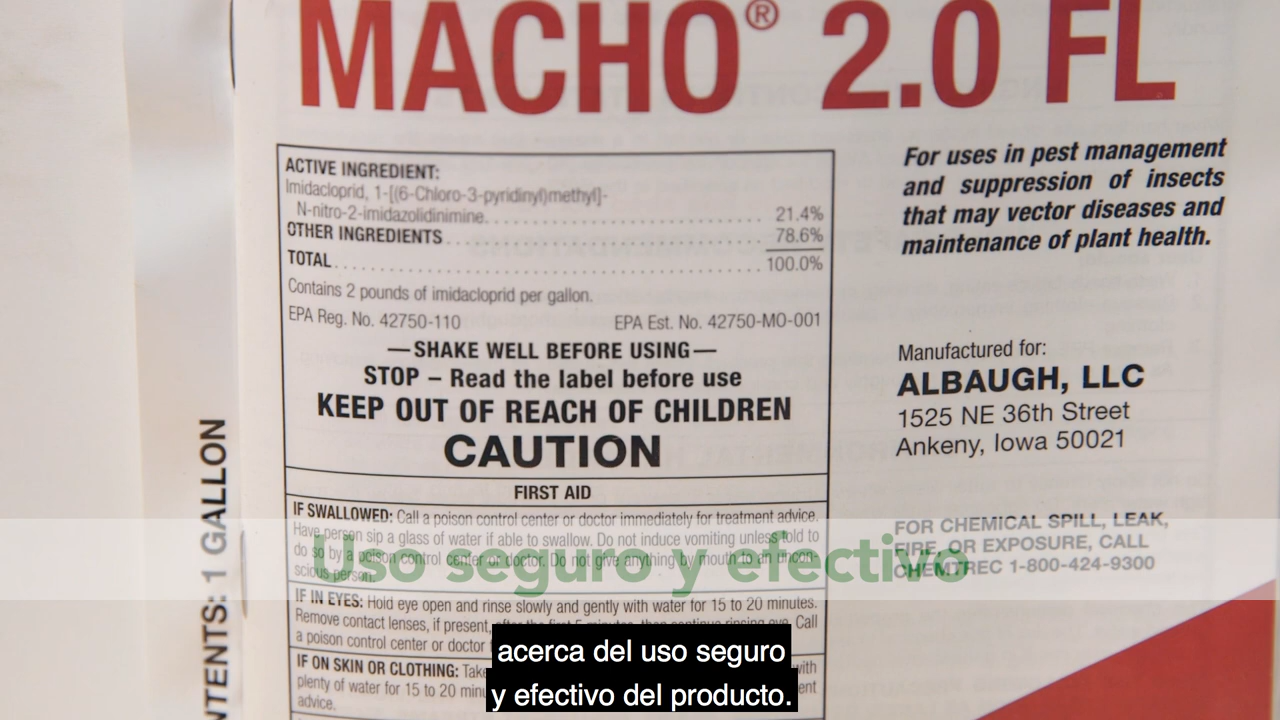 MACHO® 2.0 FL
ACTIVE INGREDIENT:
Imidacloprid, 1-[(6-Chloro-3-pyridinyl)methyl]-
N-nitro-2-imidazolidinimine. 21.4%
OTHER INGREDIENTS 78.6%
TOTAL 100.0%
Contains 2 pounds of imidacloprid per gallon.
EPA Reg. No. 42750-110 EPA Est. No. 42750-MO-001
—SHAKE WELL BEFORE USING—
STOP – Read the label before use
KEEP OUT OF REACH OF CHILDREN
CAUTION
FIRST AID
IF SWALLOWED: Call a poison control center or doctor immediately for treatment advice.
Have person sip a glass of water if able to swallow. Do not induce vomiting unless told to
do so by a poison control center or doctor. Do not give anything by mouth to an uncon-
scious person.
IF IN EYES: Hold eye open and rinse slowly and gently with water for 15 to 20 minutes.
Remove contact lenses, if present, after the first 5 minutes, then continue rinsing eye. Call
a poison control center or doctor
IF ON SKIN OR CLOTHING: Take with
plenty of water for 15 to 20 minu ent
advice.
For uses in pest management
and suppression of insects
that may vector diseases and
maintenance of plant health.
Manufactured for:
ALBAUGH, LLC
1525 NE 36th Street
Ankeny, Iowa 50021
FOR CHEMICAL SPILL, LEAK,
FIRE, OR EXPOSURE, CALL
CHEMTREC 1-800-424-9300
NTENTS: 1 GALLON
Uso seguro y efectivo
acerca del uso seguro
y efectivo del producto.